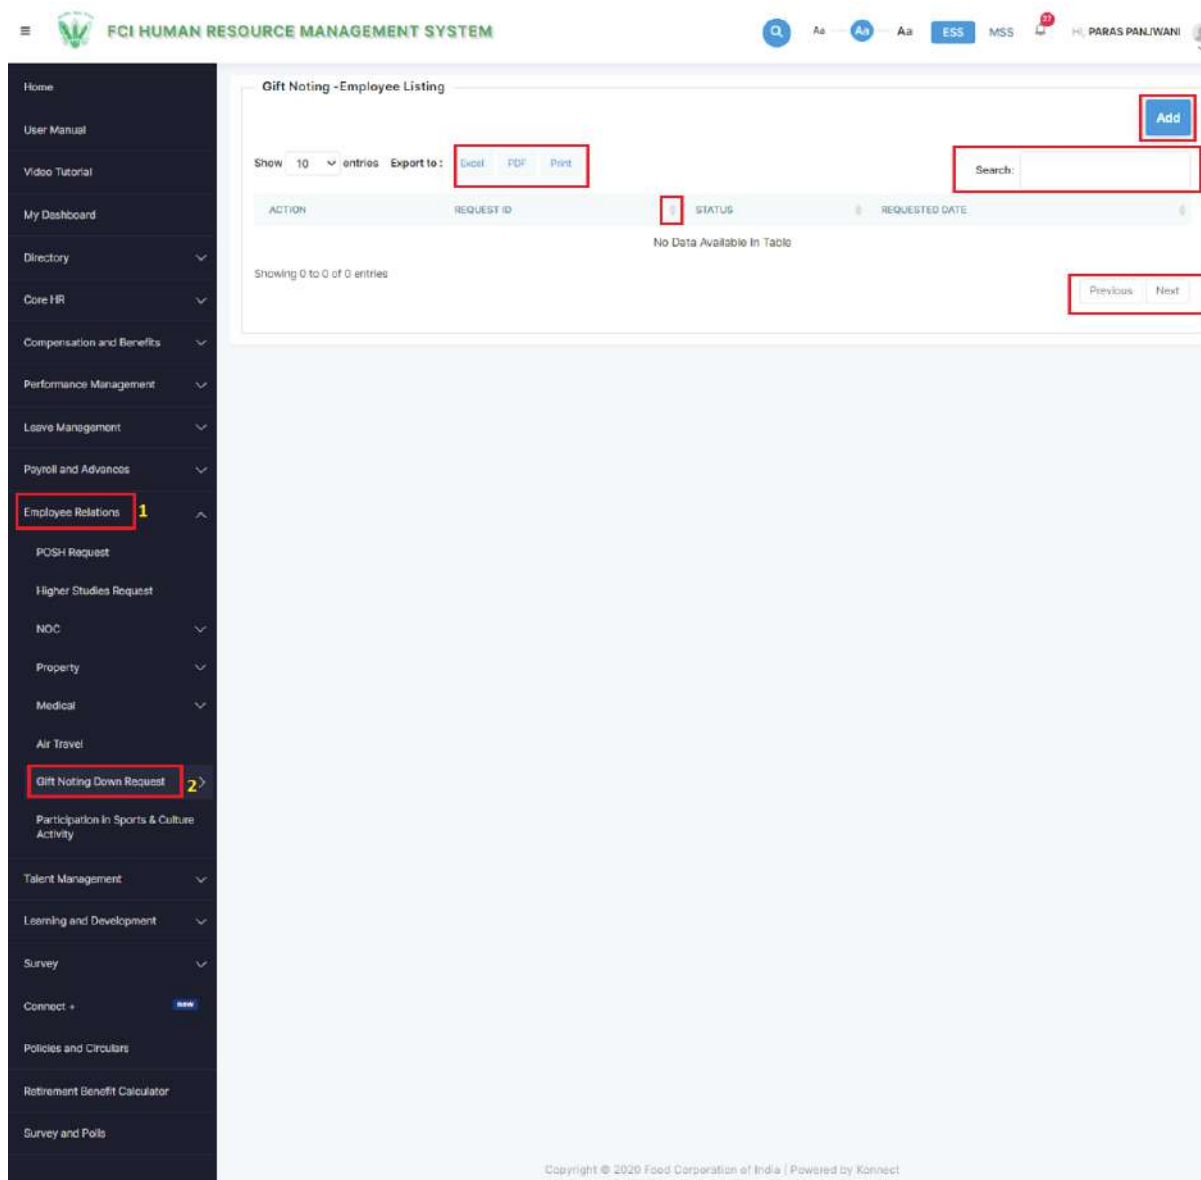 FCI HUMAN RESOURCE MANAGEMENT SYSTEM
Aa Aa Aa ESS MSS 27 Hi, PARAS PANJWANI
Home
User Manual
Video Tutorial
My Dashboard
Directory
Core HR
Compensation and Benefits
Performance Management
Leave Management
Payroll and Advances
Employee Relations 1
POSH Request
Higher Studies Request
NOC
Property
Medical
Air Travel
Gift Noting Down Request 2
Participation in Sports & Culture
Activity
Talent Management
Learning and Development
Survey
Connect + new
Policies and Circulars
Retirement Benefit Calculator
Survey and Polls
Gift Noting -Employee Listing
Add
Show 10 entries Export to : Excel PDF Print Search:
ACTION REQUEST ID STATUS REQUESTED DATE
No Data Available In Table
Showing 0 to 0 of 0 entries
Previous Next
Copyright © 2020 Food Corporation of India | Powered by Konnect